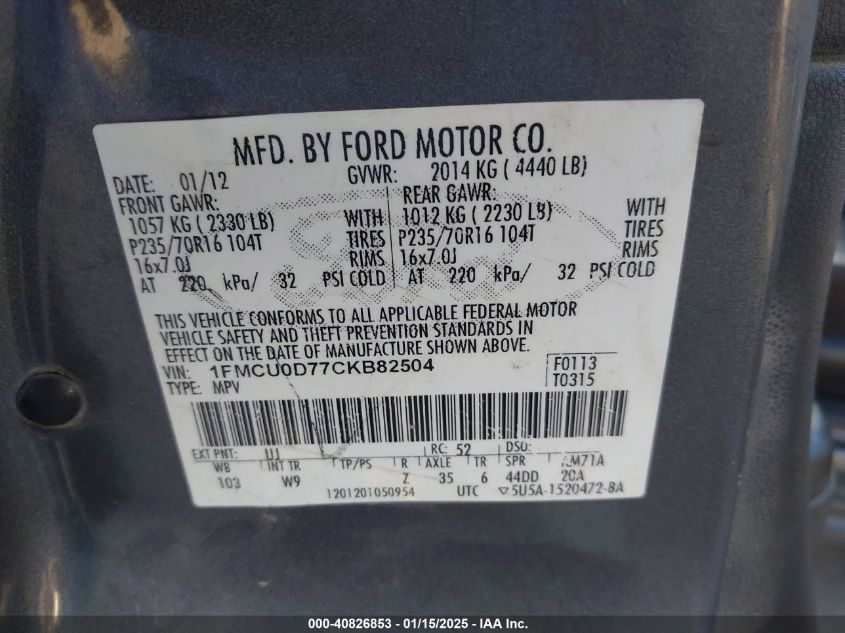 MFD. BY FORD MOTOR CO.
DATE: 01/12 GVWR: 2014 KG ( 4440 LB)
FRONT GAWR: REAR GAWR:
1057 KG ( 2330 LB) WITH 1012 KG ( 2230 LB) WITH
P235/70R16 104T TIRES P235/70R16 104T TIRES
16x7.0J RIMS 16x7.0J RIMS
AT 220 kPa/ 32 PSI COLD AT 220 kPa/ 32 PSI COLD
THIS VEHICLE CONFORMS TO ALL APPLICABLE FEDERAL MOTOR
VEHICLE SAFETY AND THEFT PREVENTION STANDARDS IN
EFFECT ON THE DATE OF MANUFACTURE SHOWN ABOVE.
VIN: 1FMCU0D77CKB82504 F0113
TYPE: MPV T0315
EXT PNT: UJ RC: 52 DSO:
WB INT TR TP/PS R AXLE TR SPR
103 W9 Z 35 6 44DD 20A
1201201050954 UTC ▽5U5A-1520472-BA
000-40826853 - 01/15/2025 - IAA Inc.